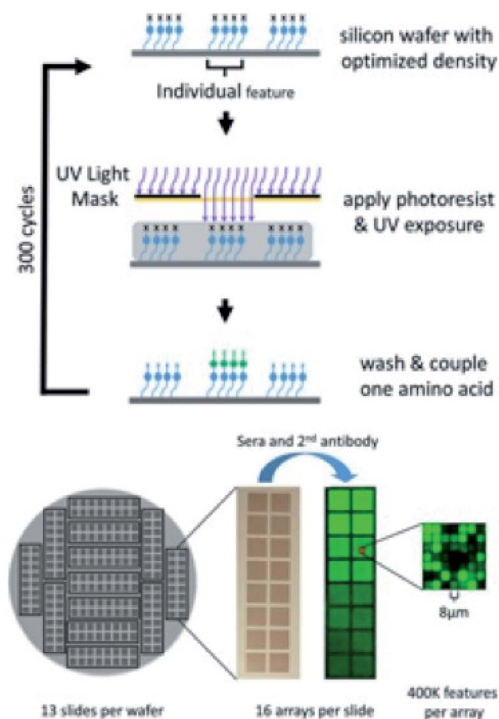 x x x x x x x x x x x x
silicon wafer with
optimized density
Individual feature
UV Light
Mask
apply photoresist
& UV exposure
x x x x x x x x x x x x
300 cycles
wash & couple
one amino acid
Sera and 2nd antibody
8μm
13 slides per wafer
16 arrays per slide
400K features
per array